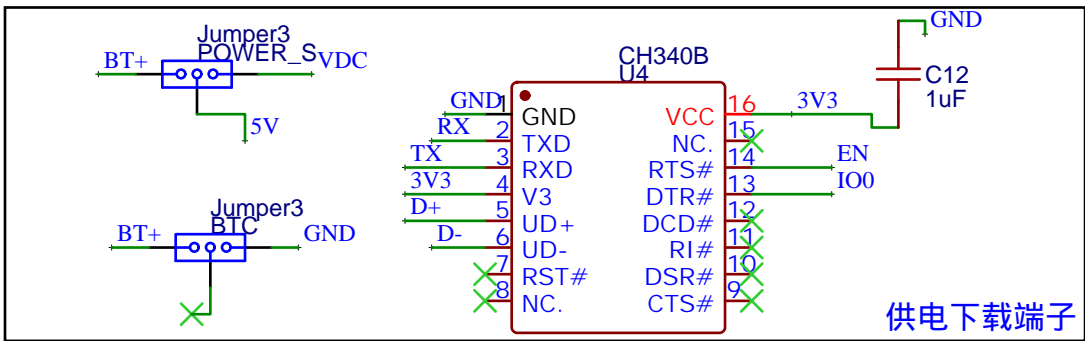 Jumper3
POWER_S
BT+
VDC
5V
Jumper3
BTC
BT+
GND
CH340B
U4
GND 1 GND
RX 2 TXD
TX 3 RXD
3V3 4 V3
D+ 5 UD+
D- 6 UD-
7 RST#
8 NC.
VCC 16 3V3
NC. 15
RTS# 14 EN
DTR# 13 IO0
DCD# 12
RI# 11
DSR# 10
CTS# 9
GND
C12
1uF
供电下载端子